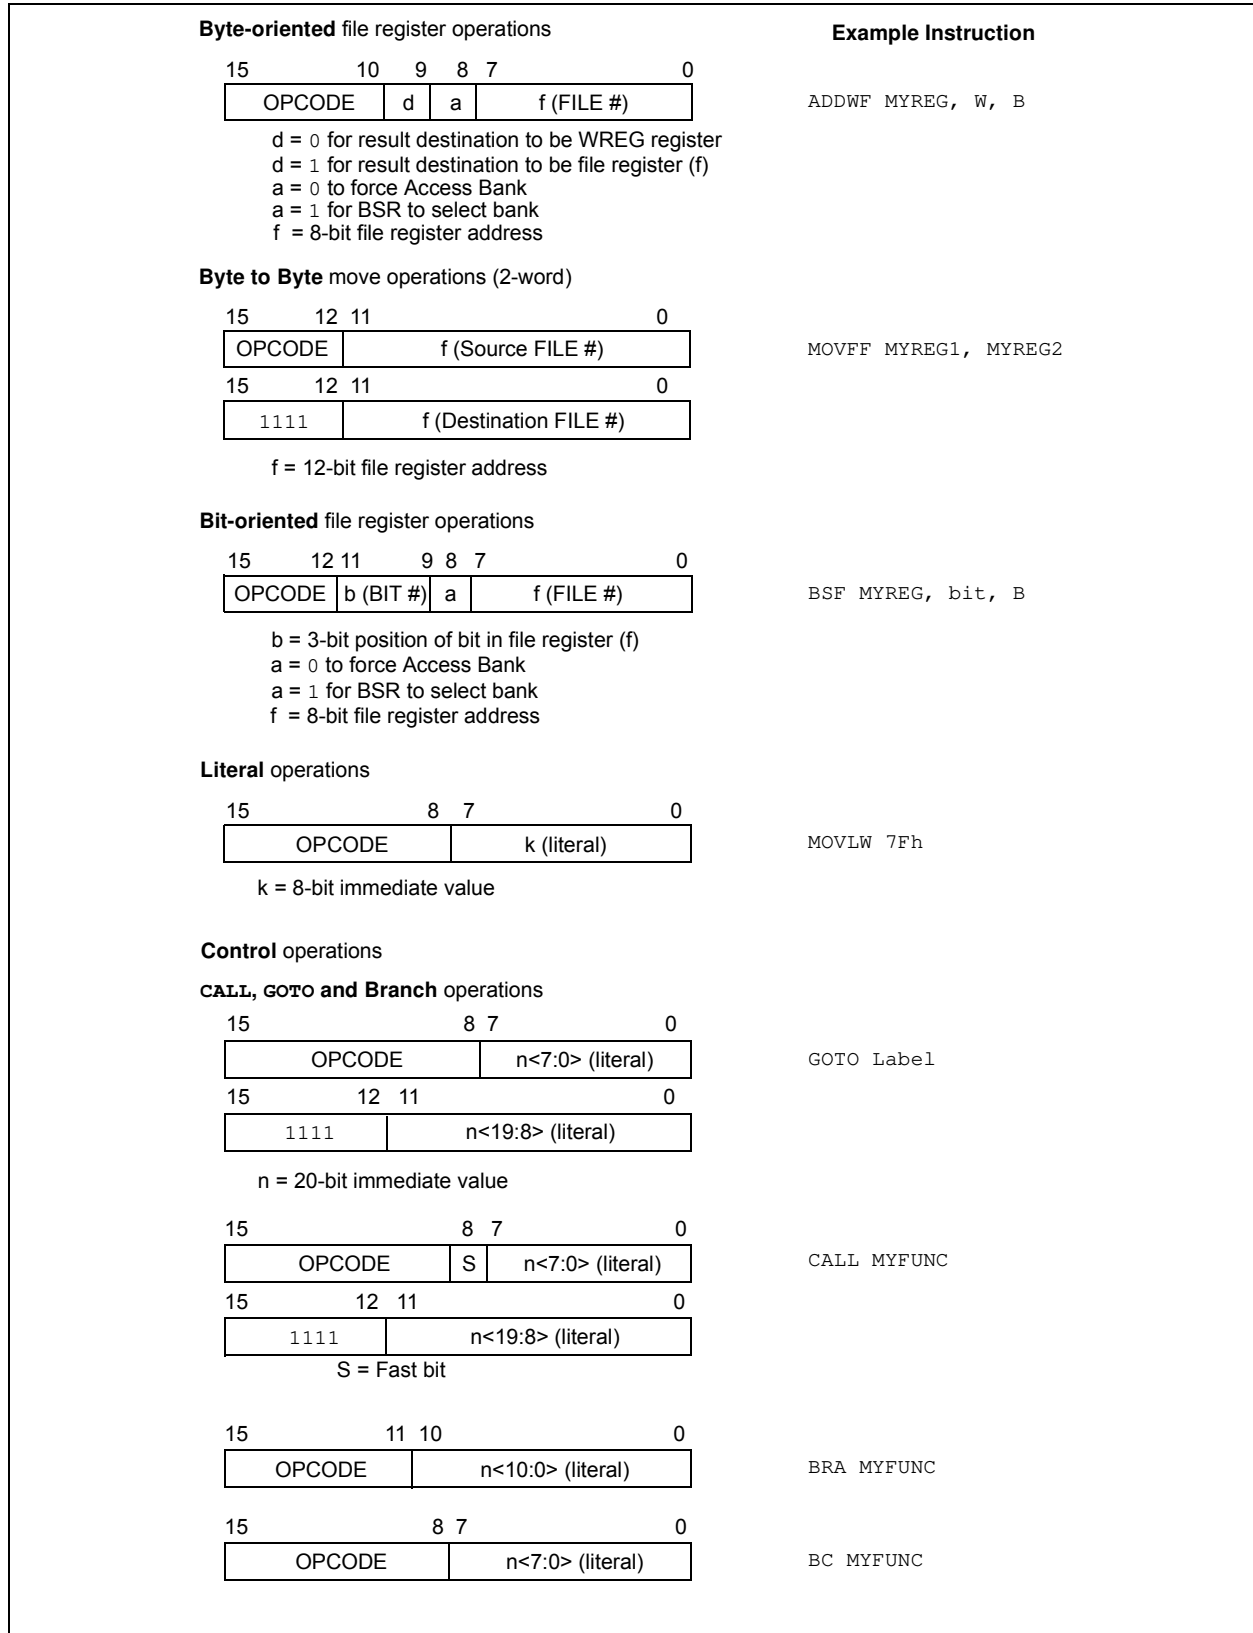 Byte-oriented file register operations
Example Instruction
15 10 9 8 7 0
OPCODE d a f (FILE #)
ADDWF MYREG, W, B
d = 0 for result destination to be WREG register
d = 1 for result destination to be file register (f)
a = 0 to force Access Bank
a = 1 for BSR to select bank
f = 8-bit file register address
Byte to Byte move operations (2-word)
15 12 11 0
OPCODE f (Source FILE #)
MOVFF MYREG1, MYREG2
15 12 11 0
1111 f (Destination FILE #)
f = 12-bit file register address
Bit-oriented file register operations
15 12 11 9 8 7 0
OPCODE b (BIT #) a f (FILE #)
BSF MYREG, bit, B
b = 3-bit position of bit in file register (f)
a = 0 to force Access Bank
a = 1 for BSR to select bank
f = 8-bit file register address
Literal operations
15 8 7 0
OPCODE k (literal)
MOVLW 7Fh
k = 8-bit immediate value
Control operations
CALL, GOTO and Branch operations
15 8 7 0
OPCODE n<7:0> (literal)
GOTO Label
15 12 11 0
1111 n<19:8> (literal)
n = 20-bit immediate value
15 8 7 0
OPCODE S n<7:0> (literal)
CALL MYFUNC
15 12 11 0
1111 n<19:8> (literal)
S = Fast bit
15 11 10 0
OPCODE n<10:0> (literal)
BRA MYFUNC
15 8 7 0
OPCODE n<7:0> (literal)
BC MYFUNC